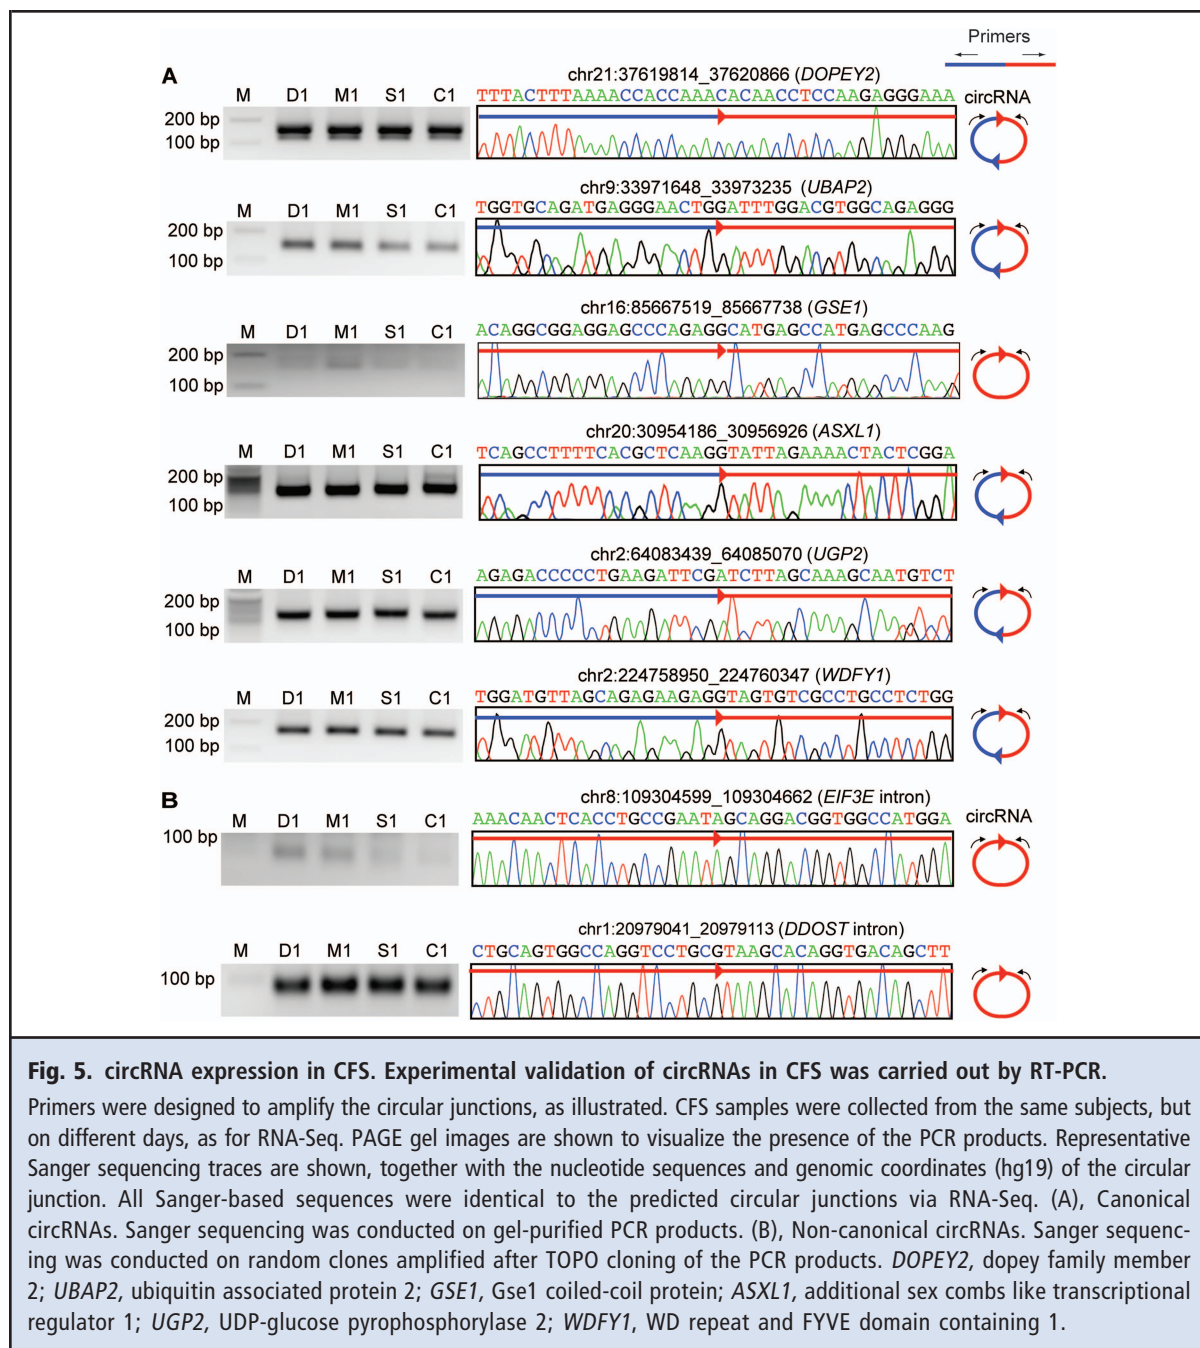 Primers
A
chr21:37619814_37620866 (DOPEY2)
M D1 M1 S1 C1
TTTACTTTAAAACCACCAAACACAACCTCCAAGAGGGAAA
circRNA
200 bp
100 bp
chr9:33971648_33973235 (UBAP2)
M D1 M1 S1 C1
TGGTGCAGATGAGGGAACTGGATTTGGACGTGGCAGAGGG
200 bp
100 bp
chr16:85667519_85667738 (GSE1)
M D1 M1 S1 C1
ACAGGCGGAGGAGCCCAGAGGCATGAGCCATGAGCCCAAG
200 bp
100 bp
chr20:30954186_30956926 (ASXL1)
M D1 M1 S1 C1
TCAGCCTTTTCACGCTCAAGGTATTAGAAAACTACTCGGA
200 bp
100 bp
chr2:64083439_64085070 (UGP2)
M D1 M1 S1 C1
AGAGACCCCCTGAAGATTCGATCTTAGCAAAGCAATGTCT
200 bp
100 bp
chr2:224758950_224760347 (WDFY1)
M D1 M1 S1 C1
TGGATGTTAGCAGAGAAGAGGTAGTGTCGCCTGCCTCTGG
200 bp
100 bp
B
chr8:109304599_109304662 (EIF3E intron)
M D1 M1 S1 C1
AAACAACTCACCTGCCGAATAGCAGGACGGTGGCCATGGA
circRNA
100 bp
chr1:20979041_20979113 (DDOST intron)
M D1 M1 S1 C1
CTGCAGTGGCCAGGTCCTGCGTAAGCACAGGTGACAGCTT
100 bp
Fig. 5. circRNA expression in CFS. Experimental validation of circRNAs in CFS was carried out by RT-PCR.
Primers were designed to amplify the circular junctions, as illustrated. CFS samples were collected from the same subjects, but
on different days, as for RNA-Seq. PAGE gel images are shown to visualize the presence of the PCR products. Representative
Sanger sequencing traces are shown, together with the nucleotide sequences and genomic coordinates (hg19) of the circular
junction. All Sanger-based sequences were identical to the predicted circular junctions via RNA-Seq. (A), Canonical
circRNAs. Sanger sequencing was conducted on gel-purified PCR products. (B), Non-canonical circRNAs. Sanger sequenc-
ing was conducted on random clones amplified after TOPO cloning of the PCR products. DOPEY2, dopey family member
2; UBAP2, ubiquitin associated protein 2; GSE1, Gse1 coiled-coil protein; ASXL1, additional sex combs like transcriptional
regulator 1; UGP2, UDP-glucose pyrophosphorylase 2; WDFY1, WD repeat and FYVE domain containing 1.